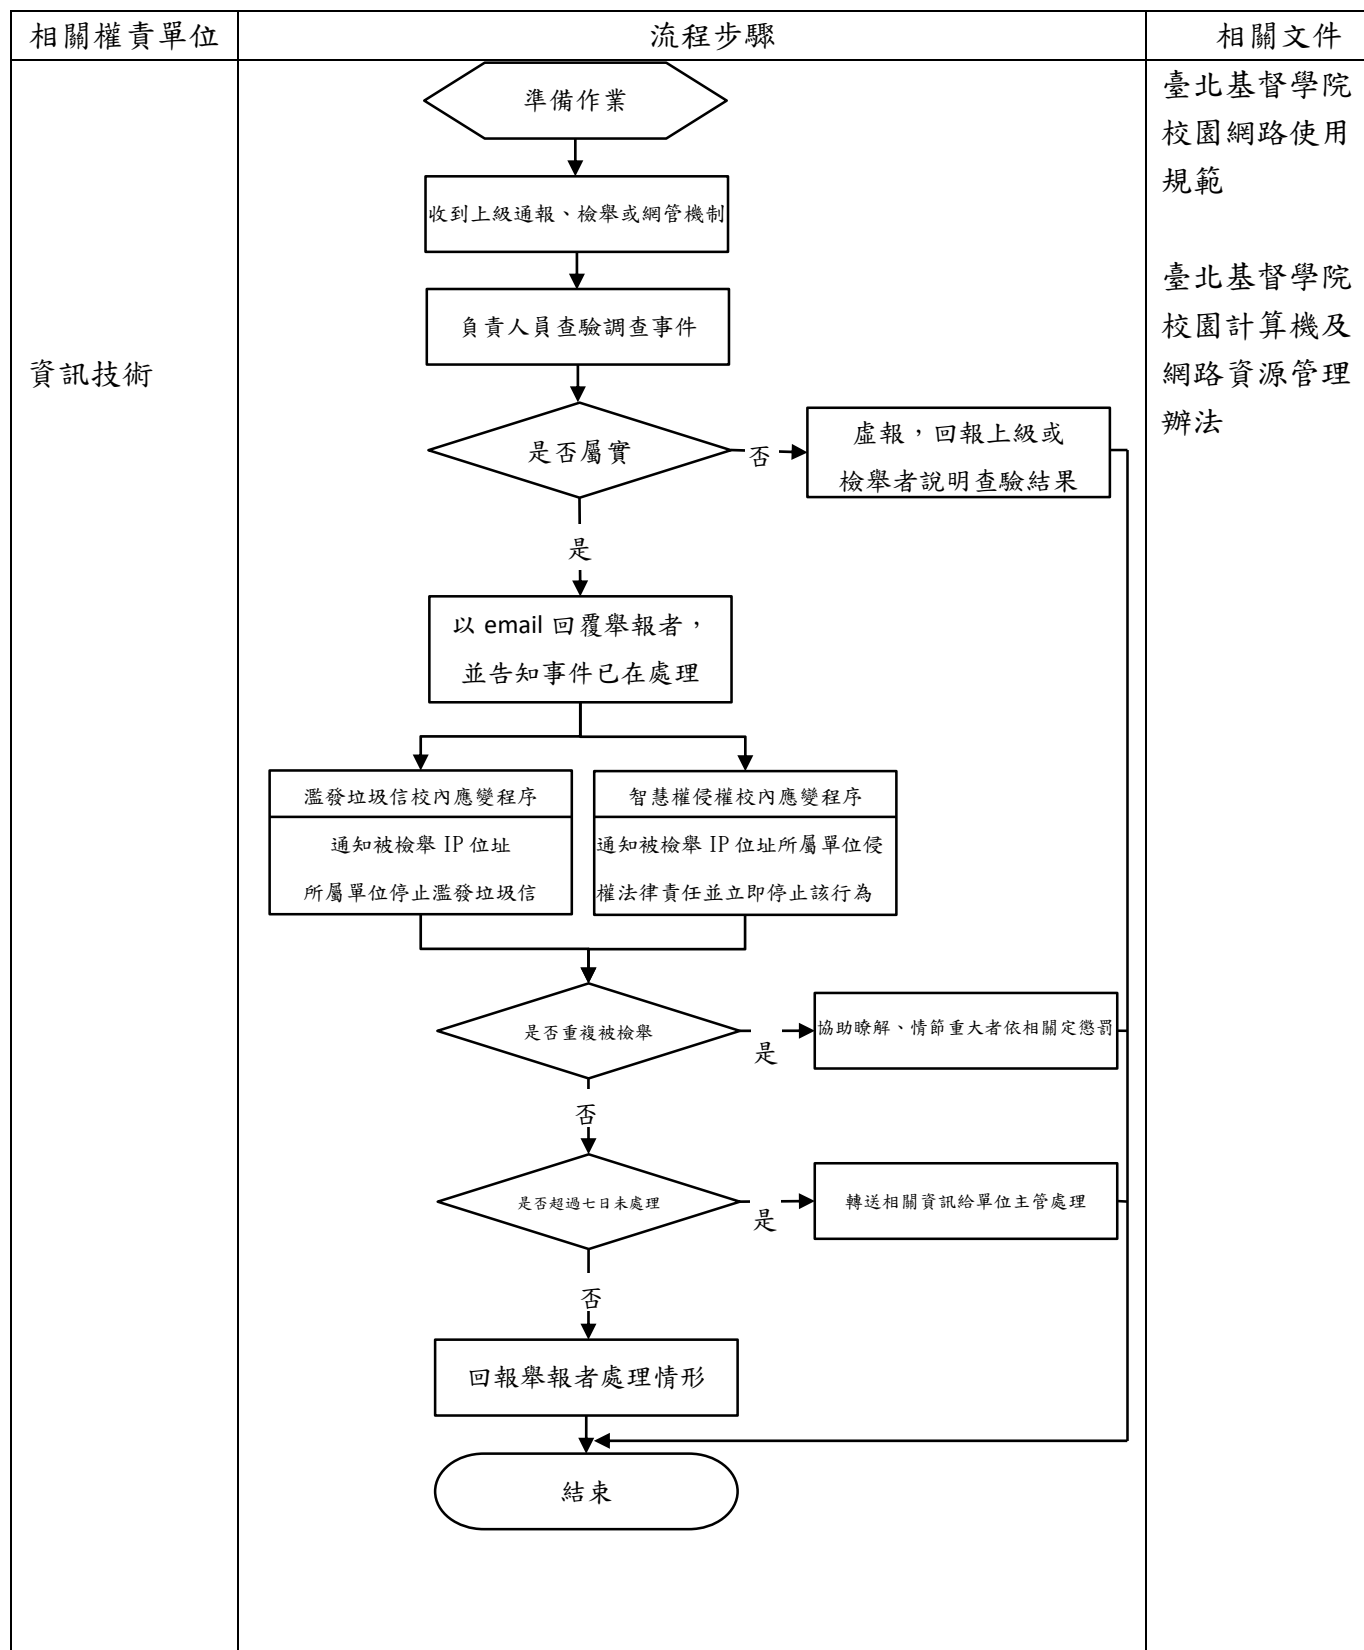 相關權責單位
流程步驟
相關文件
資訊技術
準備作業
收到上級通報、檢舉或網管機制
負責人員查驗調查事件
是否屬實
否
虛報，回報上級或
檢舉者說明查驗結果
是
以 email 回覆舉報者，
並告知事件已在處理
濫發垃圾信校內應變程序
通知被檢舉 IP 位址
所屬單位停止濫發垃圾信
智慧權侵權校內應變程序
通知被檢舉 IP 位址所屬單位侵
權法律責任並立即停止該行為
是否重複被檢舉
是
協助瞭解、情節重大者依相關定懲罰
否
是否超過七日未處理
是
轉送相關資訊給單位主管處理
否
回報舉報者處理情形
結束
臺北基督學院
校園網路使用
規範
臺北基督學院
校園計算機及
網路資源管理
辦法